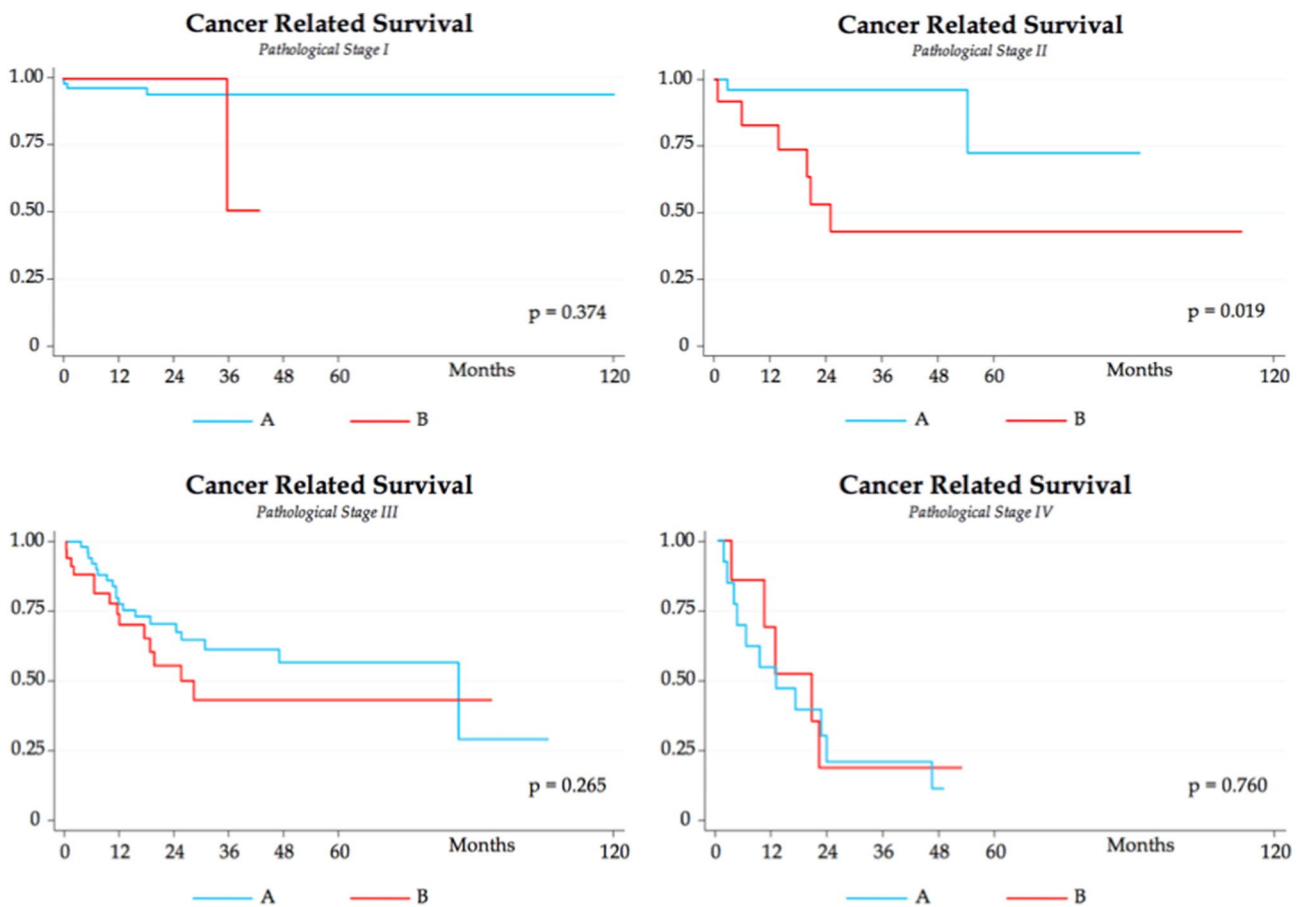 Cancer Related Survival
Pathological Stage I
1.00
0.75
0.50
0.25
0
p = 0.374
0 12 24 36 48 60 Months 120
A B
Cancer Related Survival
Pathological Stage II
1.00
0.75
0.50
0.25
0
p = 0.019
0 12 24 36 48 60 Months 120
A B
Cancer Related Survival
Pathological Stage III
1.00
0.75
0.50
0.25
0
p = 0.265
0 12 24 36 48 60 Months 120
A B
Cancer Related Survival
Pathological Stage IV
1.00
0.75
0.50
0.25
0
p = 0.760
0 12 24 36 48 60 Months 120
A B